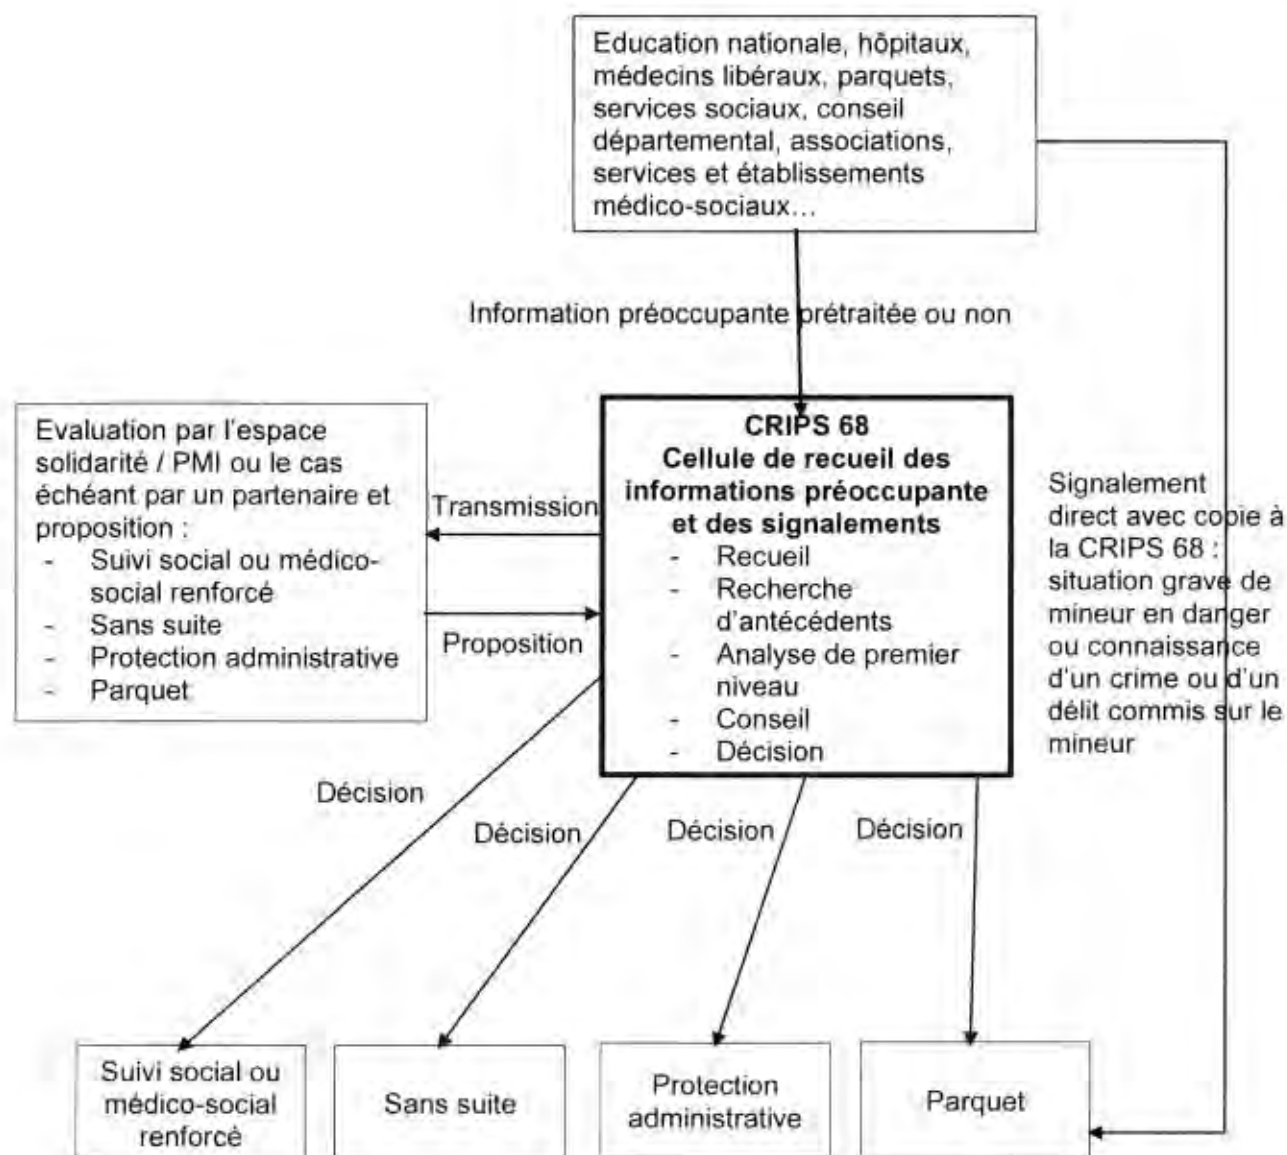 Education nationale, hôpitaux,
médecins libéraux, parquets,
services sociaux, conseil
départemental, associations,
services et établissements
médico-sociaux…
Information préoccupante prétraitée ou non
Evaluation par l'espace
solidarité / PMI ou le cas
échéant par un partenaire et
proposition :
- Suivi social ou médico-
social renforcé
- Sans suite
- Protection administrative
- Parquet
Transmission
Proposition
CRIPS 68
Cellule de recueil des
informations préoccupante
et des signalements
- Recueil
- Recherche
d'antécédents
- Analyse de premier
niveau
- Conseil
- Décision
Signalement
direct avec copie à
la CRIPS 68 :
situation grave de
mineur en danger
ou connaissance
d'un crime ou d'un
délit commis sur le
mineur
Décision
Décision
Décision
Décision
Suivi social ou
médico-social
renforcé
Sans suite
Protection
administrative
Parquet